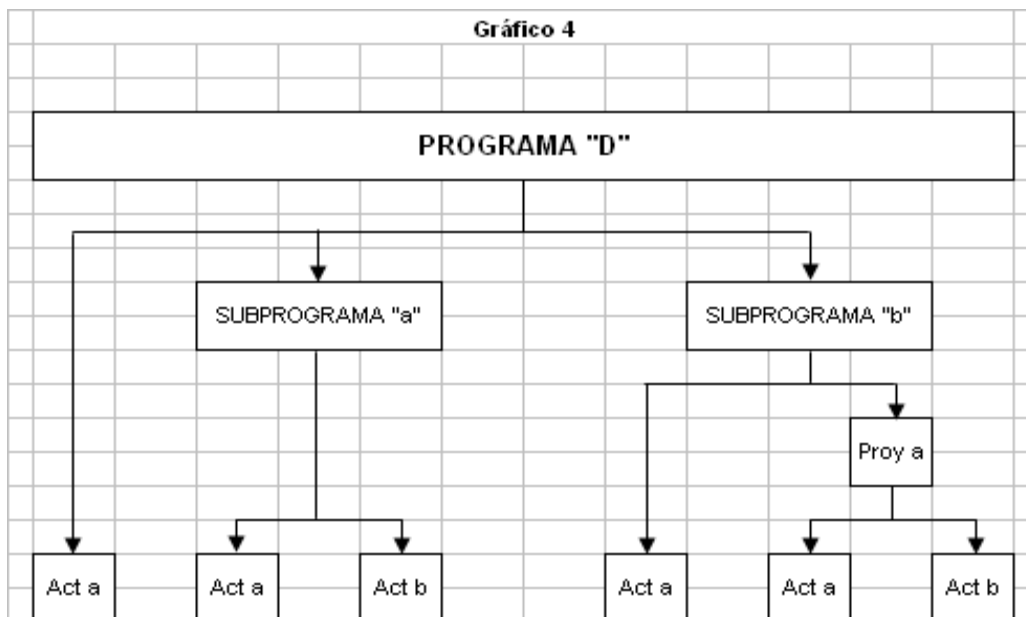 Gráfico 4
PROGRAMA "D"
SUBPROGRAMA "a"
SUBPROGRAMA "b"
Proy a
Act a
Act a
Act b
Act a
Act a
Act b